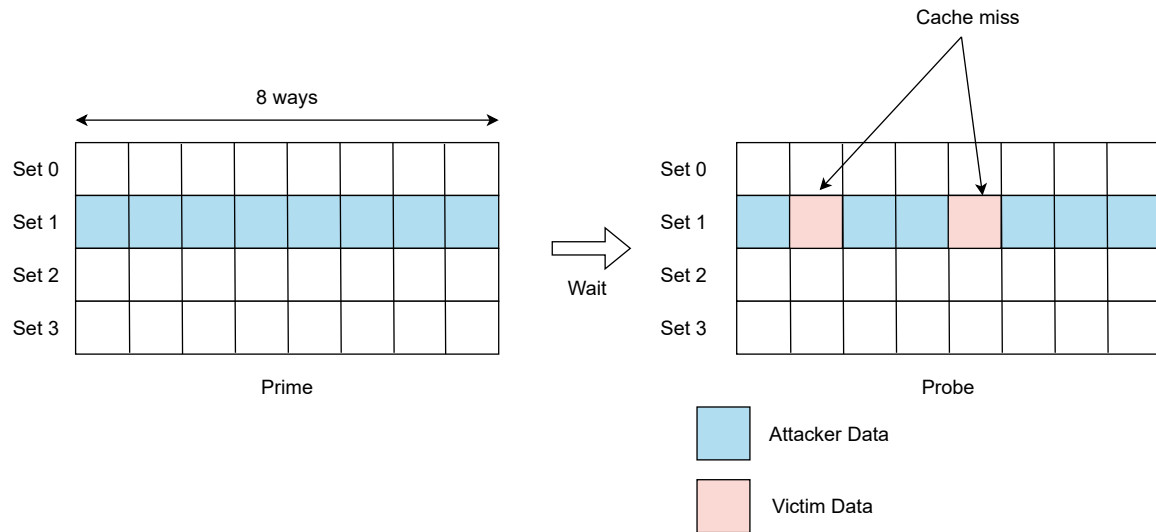 Cache miss
8 ways
Set 0
Set 1
Set 2
Set 3
Prime
Wait
Set 0
Set 1
Set 2
Set 3
Probe
Attacker Data
Victim Data